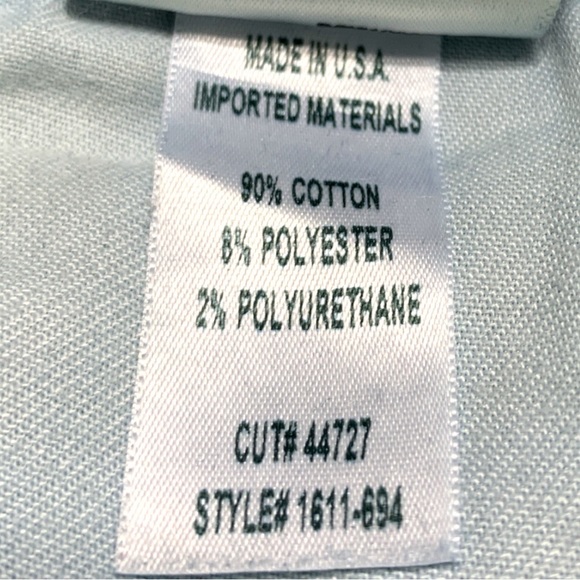 MADE IN U.S.A.
IMPORTED MATERIALS
90% COTTON
8% POLYESTER
2% POLYURETHANE
CUT# 44727
STYLE# 1611-694